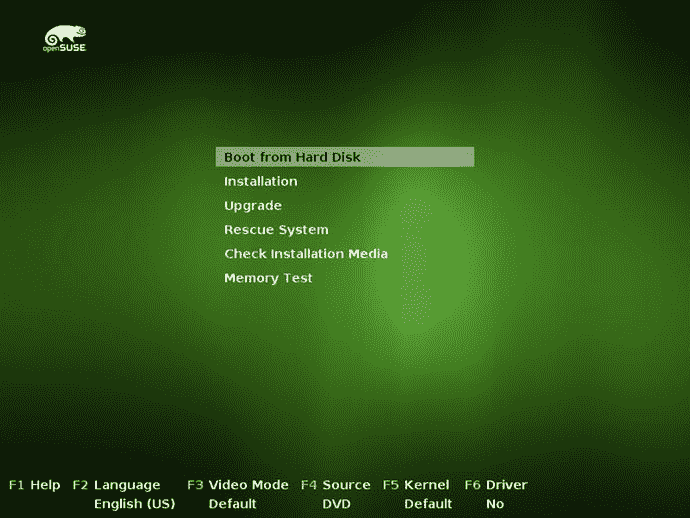 openSUSE
Boot from Hard Disk
Installation
Upgrade
Rescue System
Check Installation Media
Memory Test
F1 Help F2 Language F3 Video Mode F4 Source F5 Kernel F6 Driver
English (US) Default DVD Default No